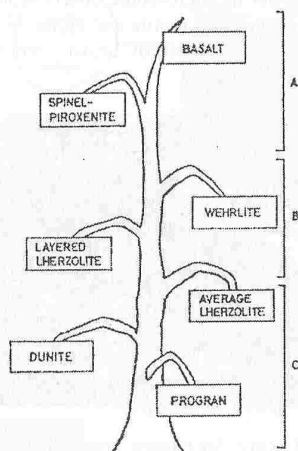 BASALT
A
SPINEL-
PIROXENITE
WEHRLITE
B
LAYERED
LHERZOLITE
AVERAGE
LHERZOLITE
DUNITE
C
PROGRAN